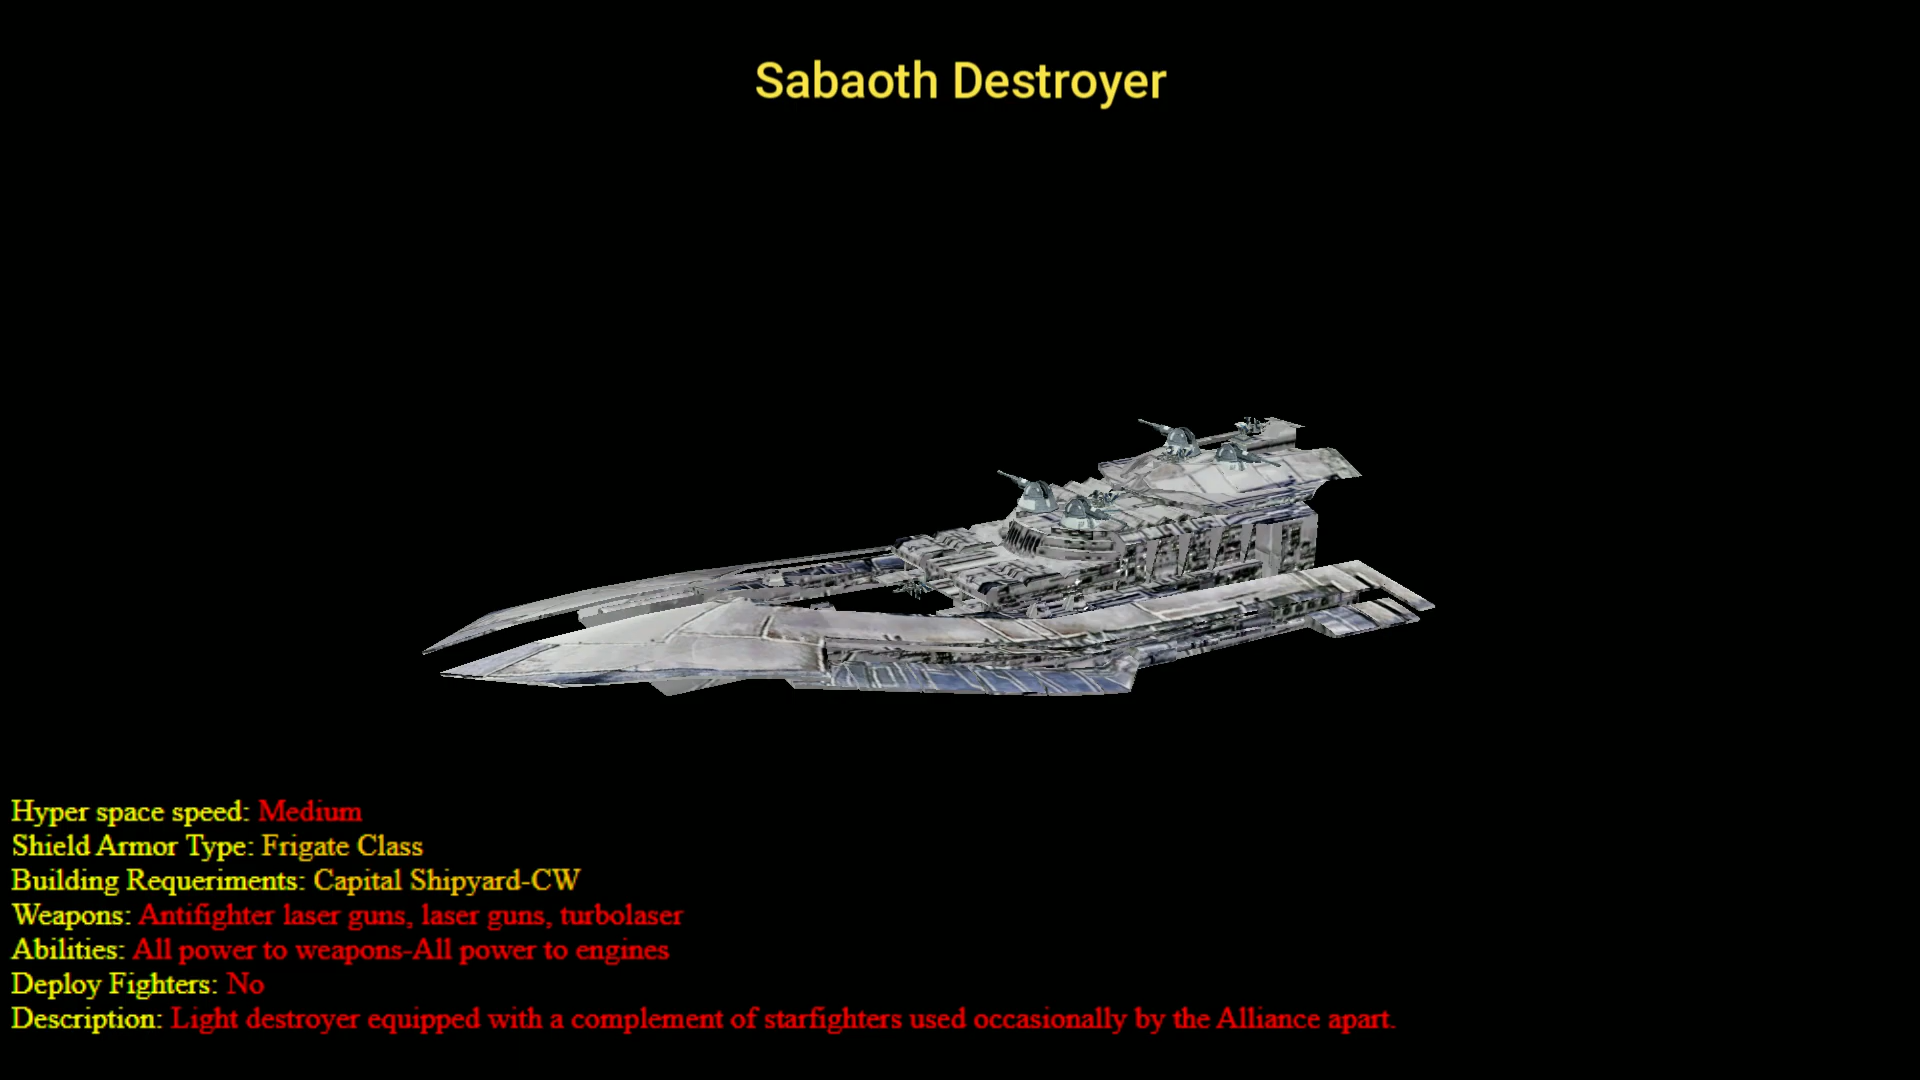 Sabaoth Destroyer
Hyper space speed: Medium
Shield Armor Type: Frigate Class
Building Requeriments: Capital Shipyard-CW
Weapons: Antifighter laser guns, laser guns, turbolaser
Abilities: All power to weapons-All power to engines
Deploy Fighters: No
Description: Light destroyer equipped with a complement of starfighters used occasionally by the Alliance apart.